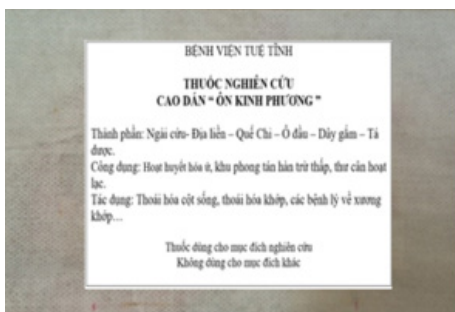 BỆNH VIỆN TUỆ TĨNH
THUỐC NGHIÊN CỨU
CAO DÁN “ ÔN KINH PHƯƠNG ”
Thành phần: Ngải cứu- Địa liền – Quế Chi – Ô đầu – Dây gắm – Tá
dược.
Công dụng: Hoạt huyết hóa ứ, khu phong tán hàn trừ thấp, thư cân hoạt
lạc.
Tác dụng: Thoái hóa cột sống, thoái hóa khớp, các bệnh lý về xương
khớp…
Thuốc dùng cho mục đích nghiên cứu
Không dùng cho mục đích khác